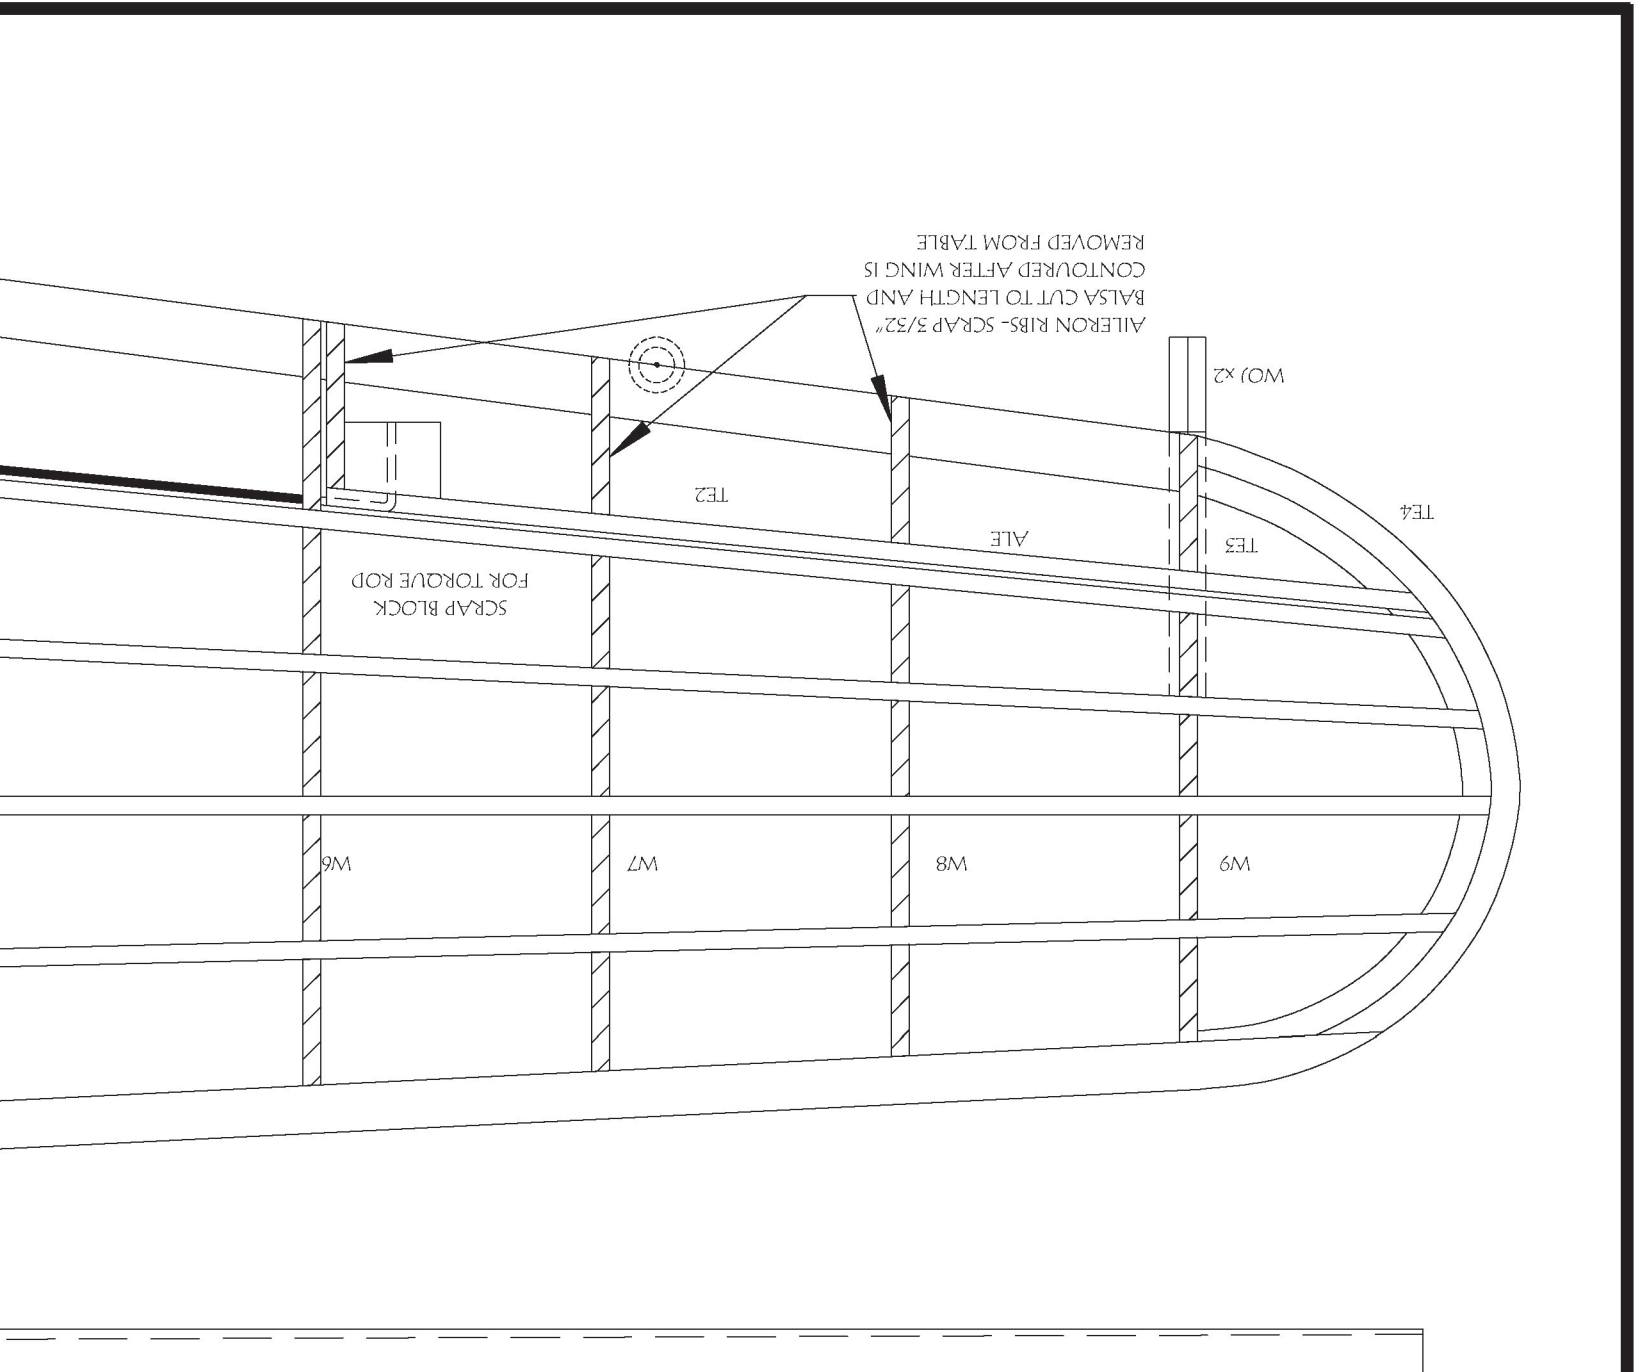 W9
W8
W7
W6
SCRAP BLOCK
FOR TORQUE ROD
TE3
ALE
TE4
TE2
WOJ x2
AILERON RIBS- SCRAP 3/32"
BALSA CUT TO LENGTH AND
CONTOURED AFTER WING IS
REMOVED FROM TABLE